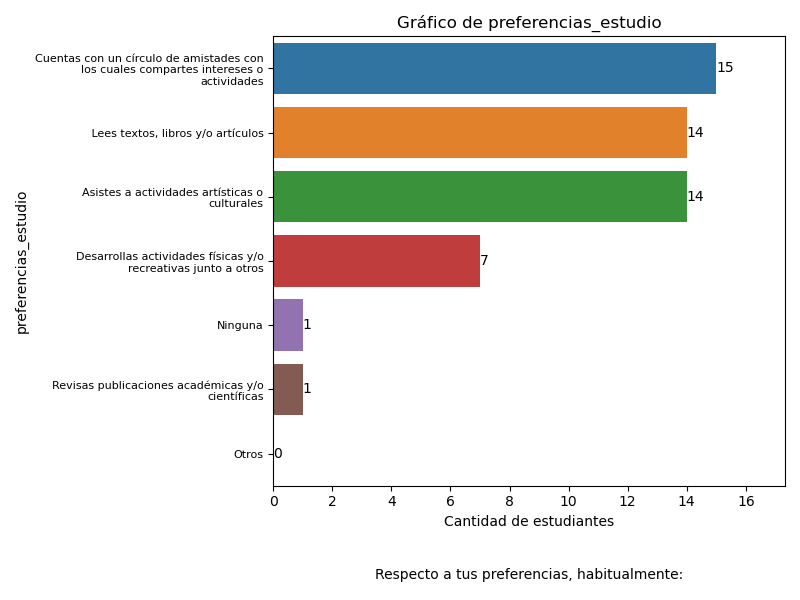 Gráfico de preferencias_estudio
Cuentas con un círculo de amistades con
los cuales compartes intereses o
actividades
15
Lees textos, libros y/o artículos
14
Asistes a actividades artísticas o
culturales
14
Desarrollas actividades físicas y/o
recreativas junto a otros
7
Ninguna
1
Revisas publicaciones académicas y/o
científicas
1
Otros
0
preferencias_estudio
0 2 4 6 8 10 12 14 16
Cantidad de estudiantes
Respecto a tus preferencias, habitualmente: